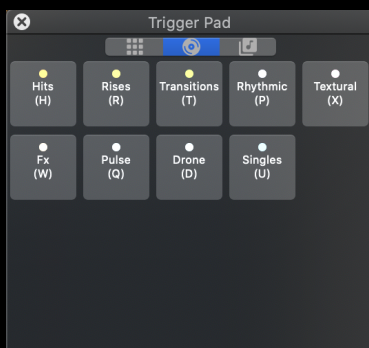 Trigger Pad
Hits
(H)
Rises
(R)
Transitions
(T)
Rhythmic
(P)
Textural
(X)
Fx
(W)
Pulse
(Q)
Drone
(D)
Singles
(U)